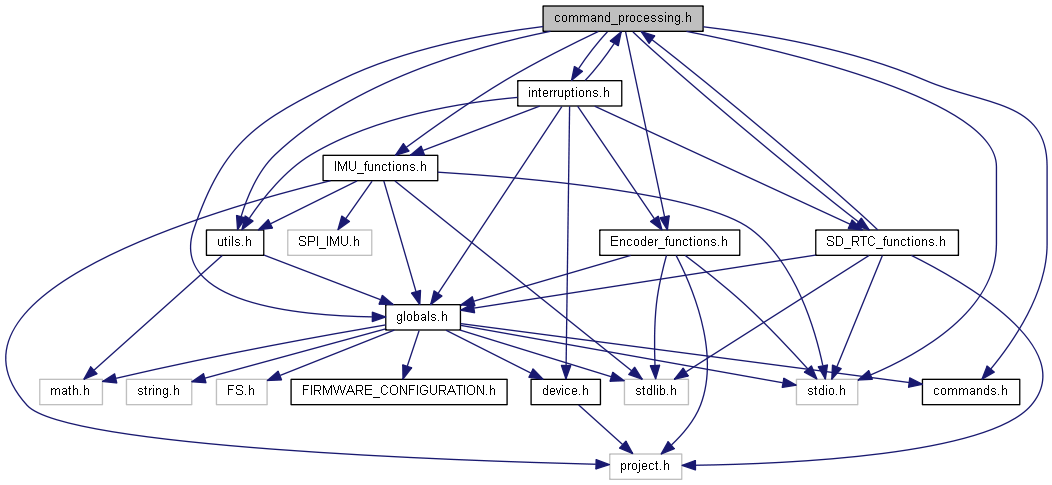 command_processing.h
interruptions.h
IMU_functions.h
utils.h
SPI_IMU.h
Encoder_functions.h
SD_RTC_functions.h
globals.h
math.h
string.h
FS.h
FIRMWARE_CONFIGURATION.h
device.h
stdlib.h
stdio.h
commands.h
project.h